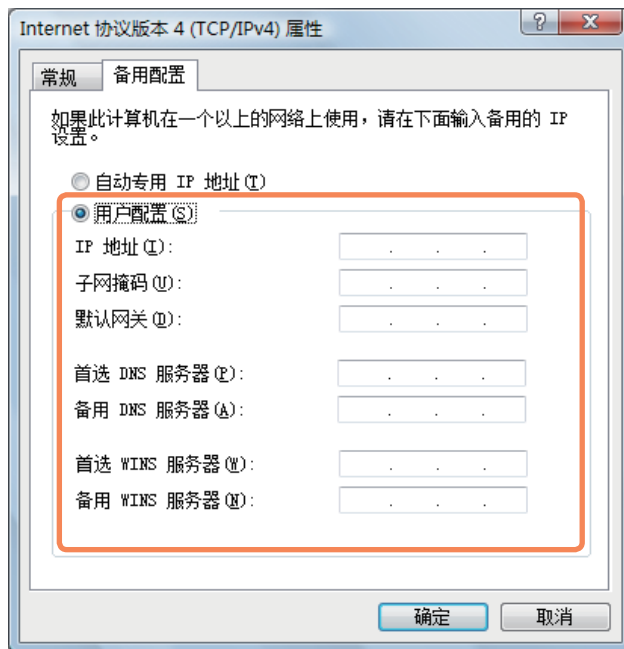 Internet 协议版本 4 (TCP/IPv4) 属性
常规
备用配置
如果此计算机在一个以上的网络上使用，请在下面输入备用的 IP
设置。
自动专用 IP 地址(T)
用户配置(S)
IP 地址(I):
子网掩码(U):
默认网关(D):
首选 DNS 服务器(P):
备用 DNS 服务器(A):
首选 WINS 服务器(W):
备用 WINS 服务器(N):
确定
取消